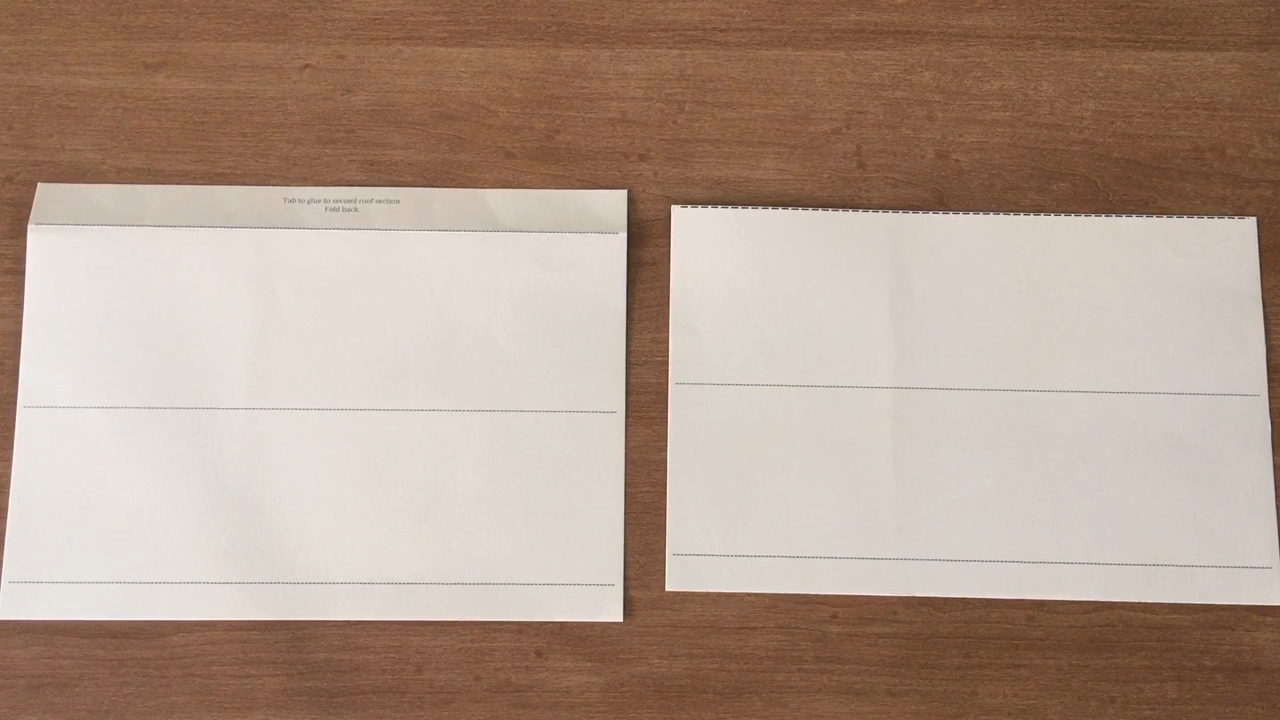 Tab to glue to second roof section.
Fold back.